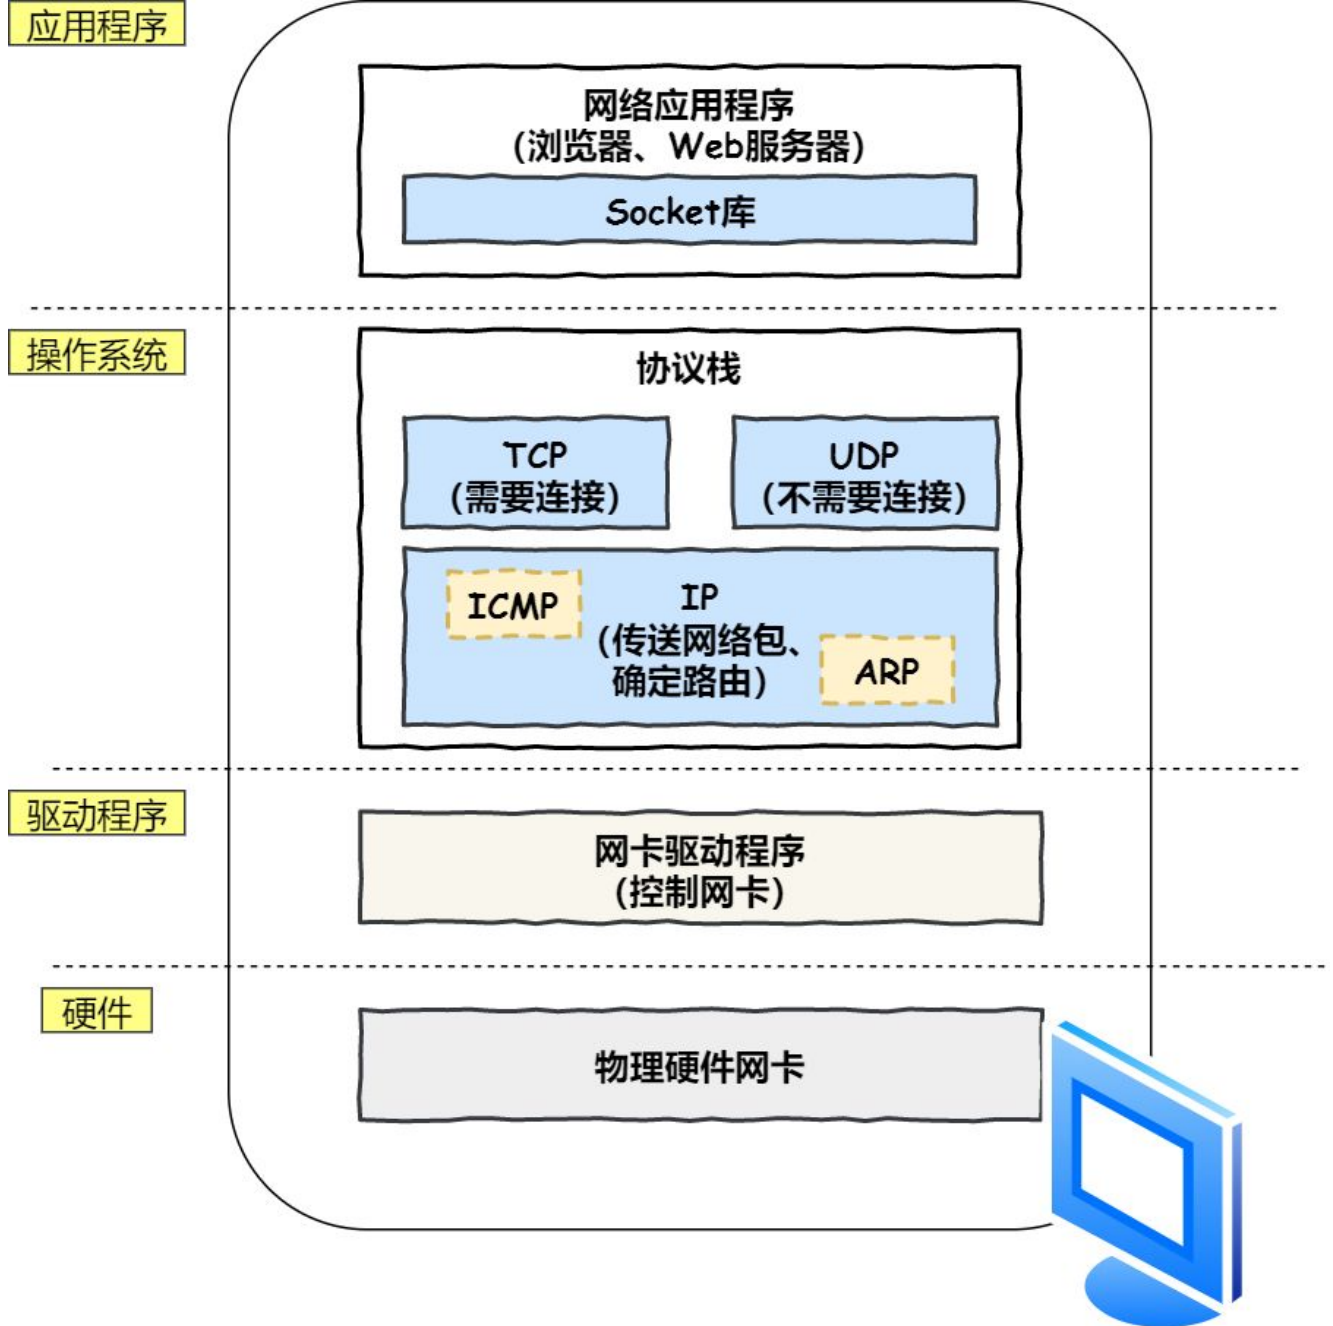 应用程序
网络应用程序
(浏览器、Web服务器)
Socket库
操作系统
协议栈
TCP
(需要连接)
UDP
(不需要连接)
ICMP
IP
(传送网络包、
确定路由)
ARP
驱动程序
网卡驱动程序
(控制网卡)
硬件
物理硬件网卡